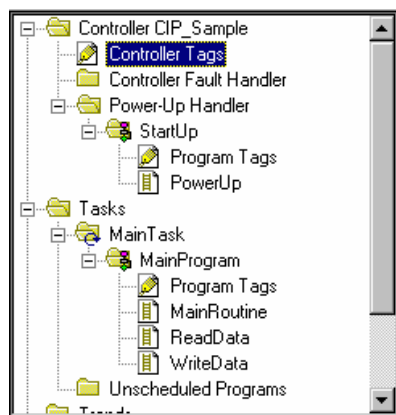 Controller CIP_Sample
Controller Tags
Controller Fault Handler
Power-Up Handler
StartUp
Program Tags
PowerUp
Tasks
MainTask
MainProgram
Program Tags
MainRoutine
ReadData
WriteData
Unscheduled Programs